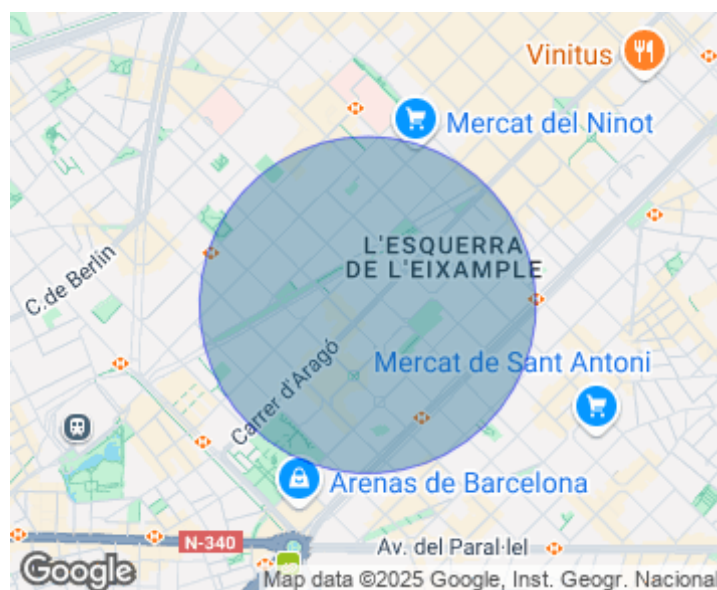 Vinitus
Mercat del Ninot
L'ESQUERRA
DE L'EIXAMPLE
C.de Berlin
Carrer d'Aragó
Mercat de Sant Antoni
Arenas de Barcelona
N-340
Av. del Paral·lel
Google
Map data ©2025 Google, Inst. Geogr. Nacional